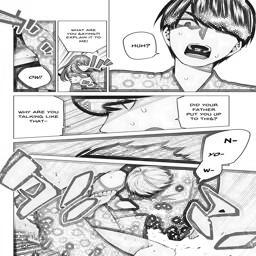 HUH?
WHAT ARE
YOU SAYING?!
EXPLAIN IT TO
ME!
OW!
DID YOUR
FATHER
PUT YOU
UP TO
THIS?
WHY ARE YOU
TALKING LIKE
THAT-
N-
YO-
W-